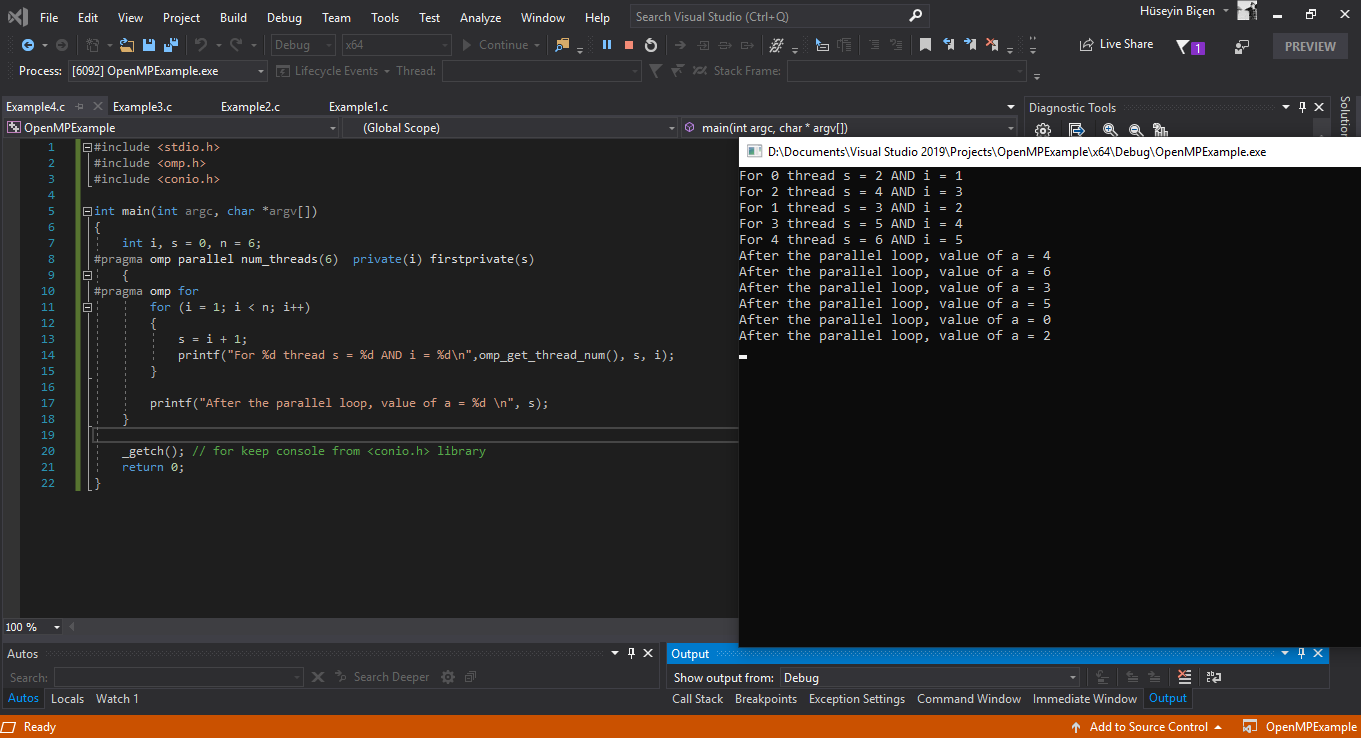 File Edit View Project Build Debug Team Tools Test Analyze Window Help Search Visual Studio (Ctrl+Q) Hüseyin Biçen
Debug x64 Continue Live Share 1 PREVIEW
Process: [6092] OpenMPExample.exe Lifecycle Events Thread: Stack Frame:
Example4.c Example3.c Example2.c Example1.c
Diagnostic Tools
OpenMPExample (Global Scope) main(int argc, char * argv[])
1 #include <stdio.h>
2 #include <omp.h>
3 #include <conio.h>
4
5 int main(int argc, char *argv[])
6 {
7 int i, s = 0, n = 6;
8 #pragma omp parallel num_threads(6)  private(i) firstprivate(s)
9 {
10 #pragma omp for
11 for (i = 1; i < n; i++)
12 {
13 s = i + 1;
14 printf("For %d thread s = %d AND i = %d\n",omp_get_thread_num(), s, i);
15 }
16
17 printf("After the parallel loop, value of a = %d \n", s);
18 }
19
20 _getch(); // for keep console from <conio.h> library
21 return 0;
22 }
D:\Documents\Visual Studio 2019\Projects\OpenMPExample\x64\Debug\OpenMPExample.exe
For 0 thread s = 2 AND i = 1
For 2 thread s = 4 AND i = 3
For 1 thread s = 3 AND i = 2
For 3 thread s = 5 AND i = 4
For 4 thread s = 6 AND i = 5
After the parallel loop, value of a = 4
After the parallel loop, value of a = 6
After the parallel loop, value of a = 3
After the parallel loop, value of a = 5
After the parallel loop, value of a = 0
After the parallel loop, value of a = 2
100 %
Autos
Search: Search Deeper
Autos Locals Watch 1
Output
Show output from: Debug
Call Stack Breakpoints Exception Settings Command Window Immediate Window Output
Ready Add to Source Control OpenMPExample